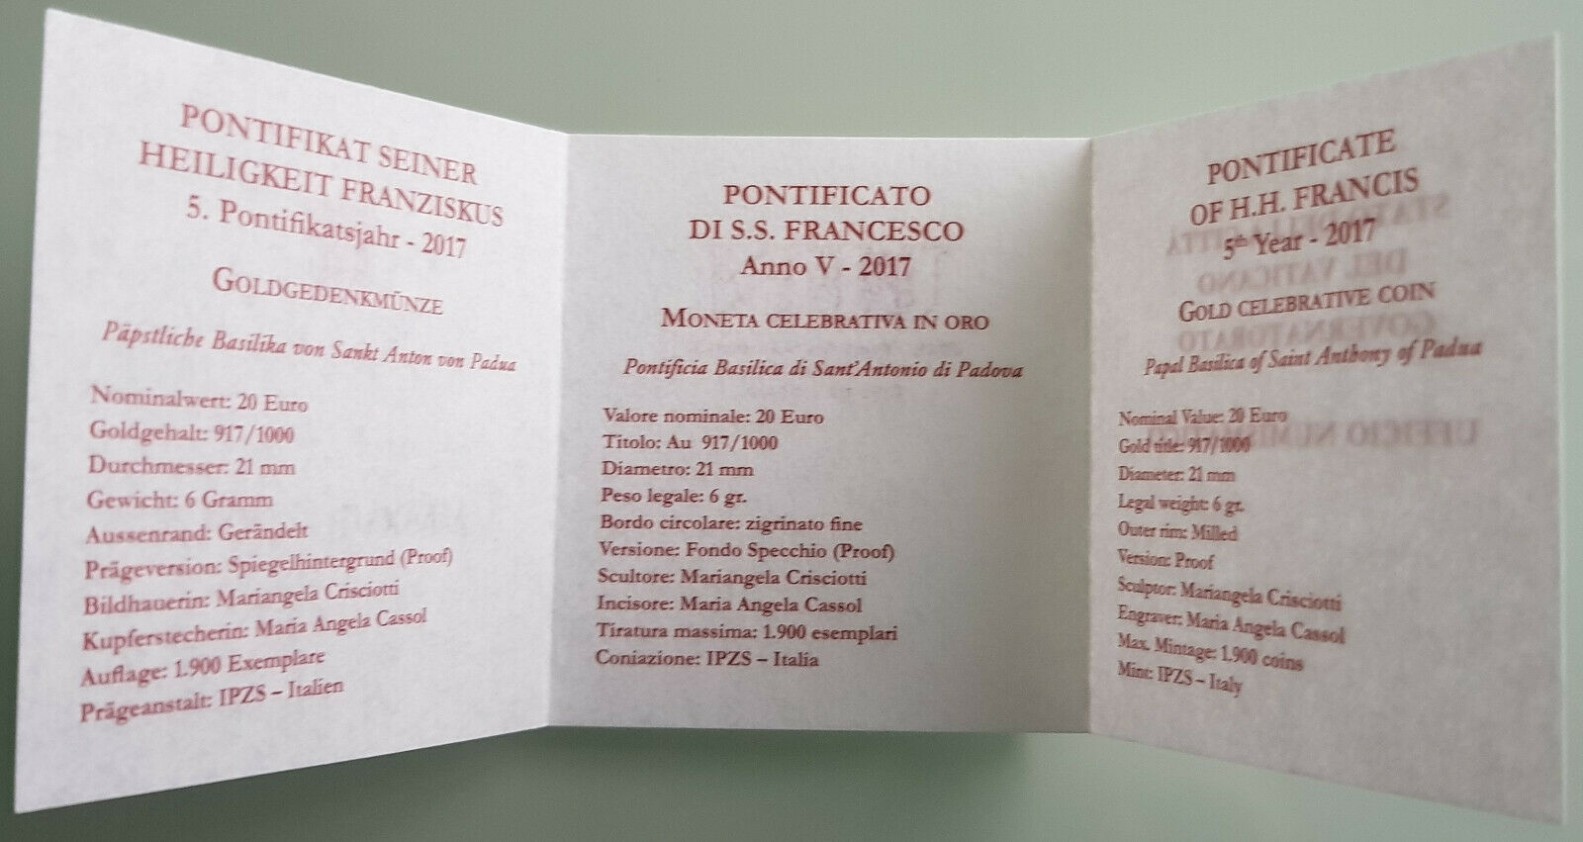 PONTIFIKAT SEINER
HEILIGKEIT FRANZISKUS
5. Pontifikatsjahr - 2017
GOLDGEDENKMÜNZE
Päpstliche Basilika von Sankt Anton von Padua
Nominalwert: 20 Euro
Goldgehalt: 917/1000
Durchmesser: 21 mm
Gewicht: 6 Gramm
Aussenrand: Gerändelt
Prägeversion: Spiegelhintergrund (Proof)
Bildhauerin: Mariangela Crisciotti
Kupferstecherin: Maria Angela Cassol
Auflage: 1.900 Exemplare
Prägeanstalt: IPZS – Italien
PONTIFICATO
DI S.S. FRANCESCO
Anno V - 2017
MONETA CELEBRATIVA IN ORO
Pontificia Basilica di Sant'Antonio di Padova
Valore nominale: 20 Euro
Titolo: Au 917/1000
Diametro: 21 mm
Peso legale: 6 gr.
Bordo circolare: zigrinato fine
Versione: Fondo Specchio (Proof)
Scultore: Mariangela Crisciotti
Incisore: Maria Angela Cassol
Tiratura massima: 1.900 esemplari
Coniazione: IPZS – Italia
PONTIFICATE
OF H.H. FRANCIS
5th Year - 2017
GOLD CELEBRATIVE COIN
Papal Basilica of Saint Anthony of Padua
Nominal Value: 20 Euro
Gold title: 917/1000
Diameter: 21 mm
Legal weight: 6 gr.
Outer rim: Milled
Version: Proof
Sculptor: Mariangela Crisciotti
Engraver: Maria Angela Cassol
Max. Mintage: 1.900 coins
Mint: IPZS – Italy